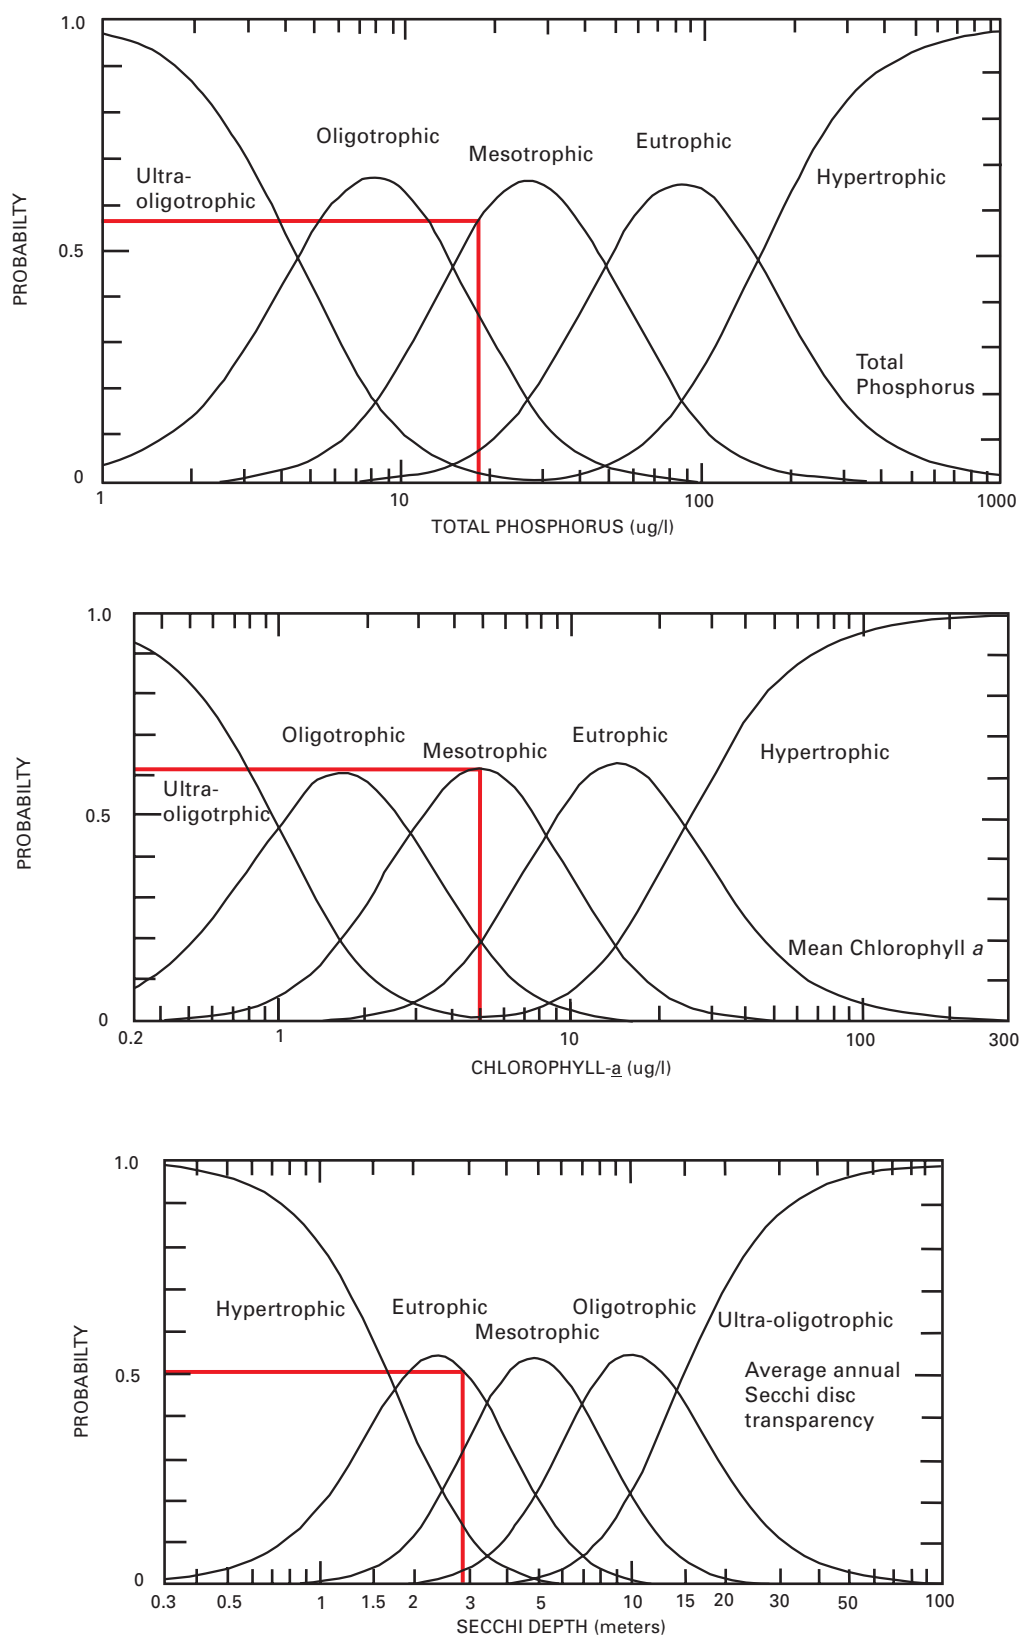 1.0
Oligotrophic
Mesotrophic
Eutrophic
Ultra-
oligotrophic
Hypertrophic
PROBABILTY
0.5
Total
Phosphorus
0
1
10
100
1000
TOTAL PHOSPHORUS (ug/l)
1.0
Oligotrophic
Mesotrophic
Eutrophic
Hypertrophic
Ultra-
oligotrphic
PROBABILTY
0.5
Mean Chlorophyll a
0
0.2
1
10
100
300
CHLOROPHYLL-a (ug/l)
1.0
Hypertrophic
Eutrophic
Mesotrophic
Oligotrophic
Ultra-oligotrophic
PROBABILTY
0.5
Average annual
Secchi disc
transparency
0
0.3
0.5
1
1.5
2
3
5
10
15
20
30
50
100
SECCHI DEPTH (meters)